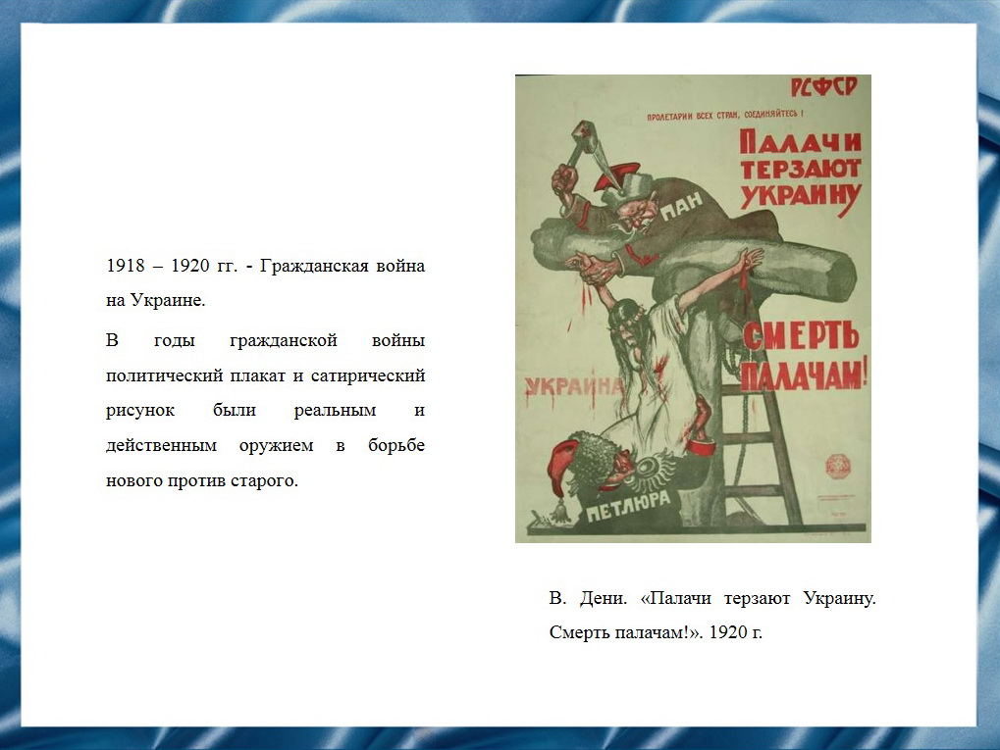 1918 – 1920 гг. - Гражданская война
на Украине.
В годы гражданской войны
политический плакат и сатирический
рисунок были реальным и
действенным оружием в борьбе
нового против старого.
РСФСР
ПРОЛЕТАРИИ ВСЕХ СТРАН, СОЕДИНЯЙТЕСЬ!
ПАЛАЧИ
ТЕРЗАЮТ
УКРАИНУ
ПАН
СМЕРТЬ
ПАЛАЧАМ!
УКРАИНА
ПЕТЛЮРА
В. Дени. «Палачи терзают Украину.
Смерть палачам!». 1920 г.